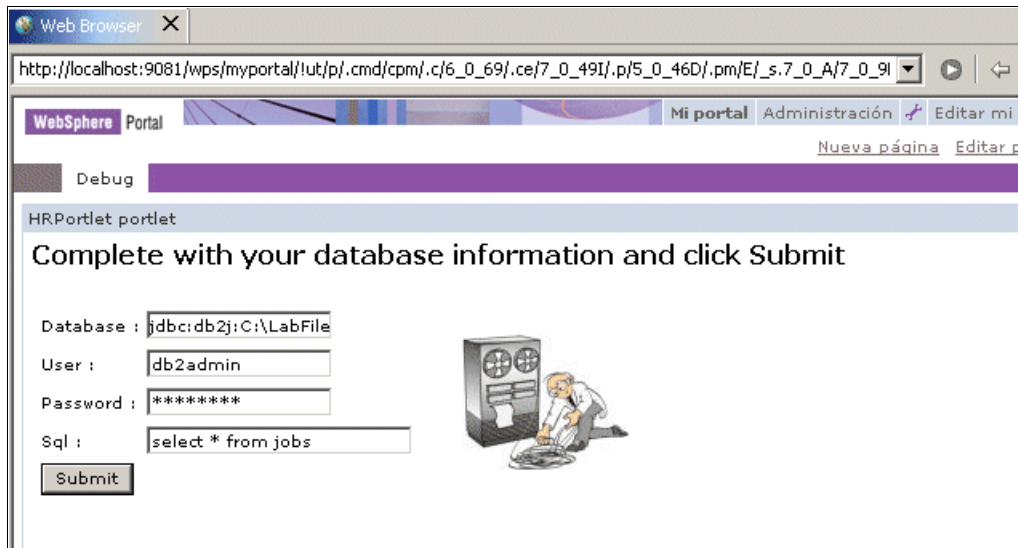 Web Browser
http://localhost:9081/wps/myportal/!ut/p/.cmd/cpm/.c/6_0_69/.ce/7_0_49I/.p/5_0_46D/.pm/E/_s.7_0_A/7_0_9
WebSphere Portal
Mi portal Administración Editar mi
Nueva página Editar
Debug
HRPortlet portlet
Complete with your database information and click Submit
Database : jdbc:db2j:C:\LabFile
User : db2admin
Password : ********
Sql : select * from jobs
Submit